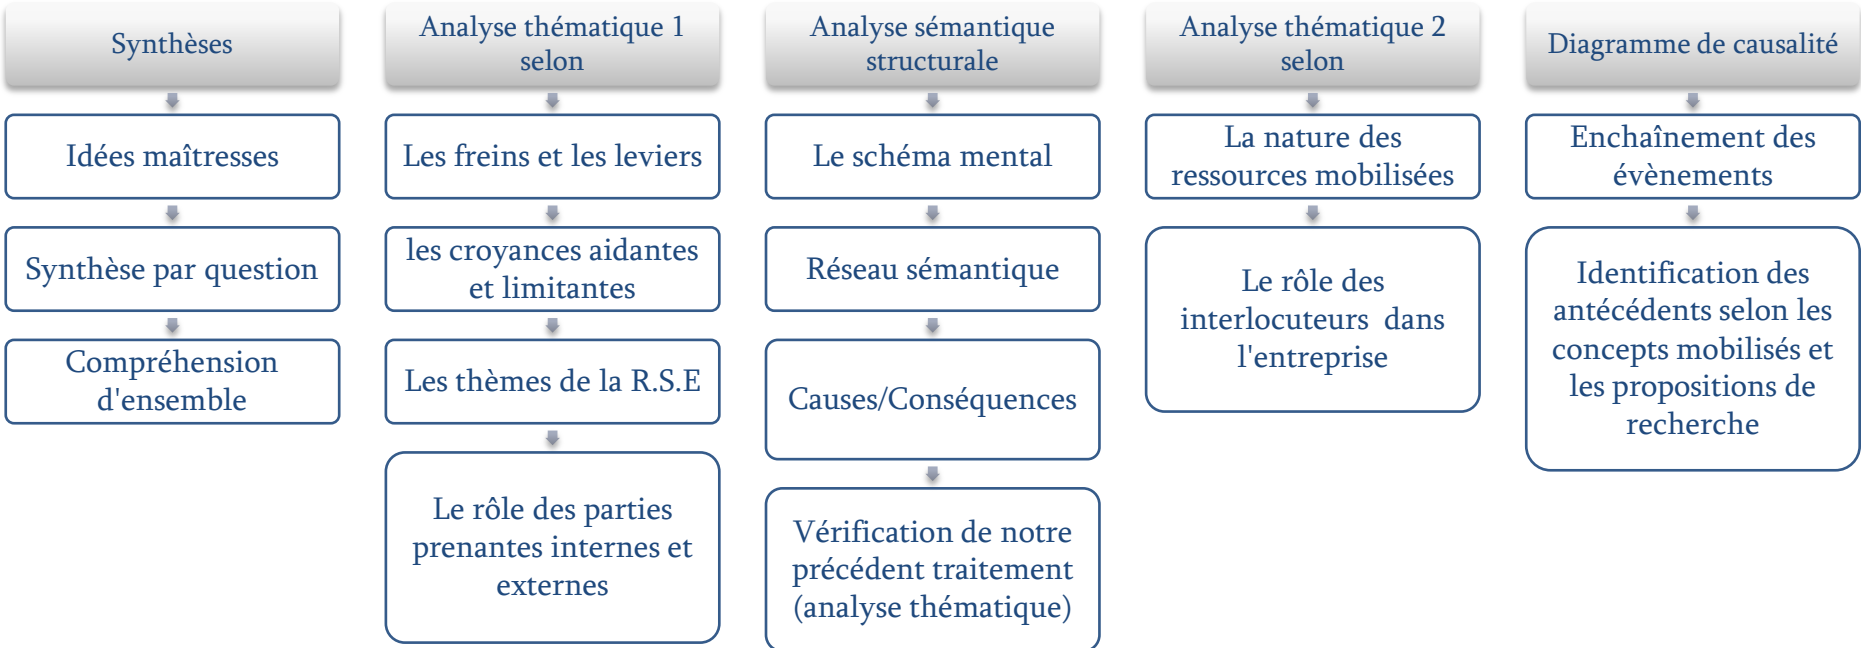 Synthèses
Idées maîtresses
Synthèse par question
Compréhension
d'ensemble
Analyse thématique 1
selon
Les freins et les leviers
les croyances aidantes
et limitantes
Les thèmes de la R.S.E
Le rôle des parties
prenantes internes et
externes
Analyse sémantique
structurale
Le schéma mental
Réseau sémantique
Causes/Conséquences
Vérification de notre
précédent traitement
(analyse thématique)
Analyse thématique 2
selon
La nature des
ressources mobilisées
Le rôle des
interlocuteurs  dans
l'entreprise
Diagramme de causalité
Enchaînement des
évènements
Identification des
antécédents selon les
concepts mobilisés et
les propositions de
recherche